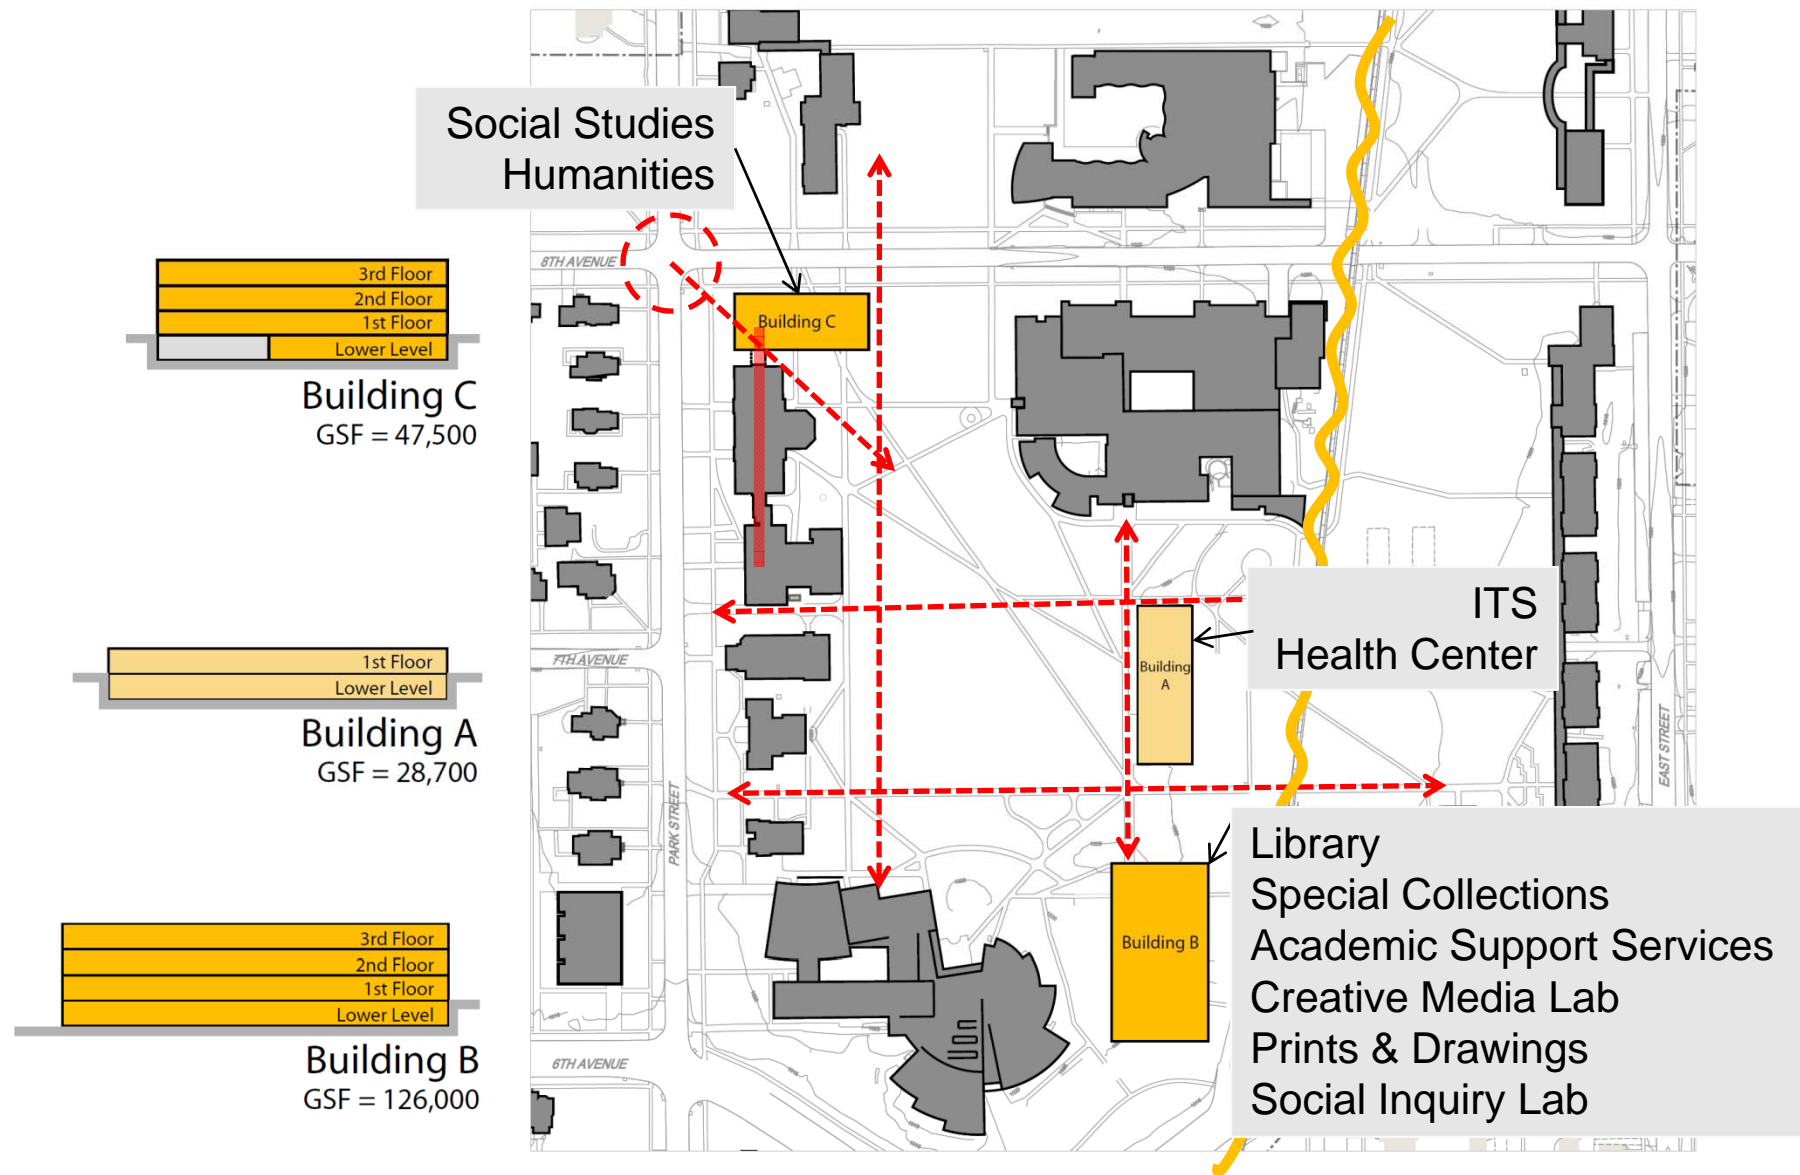 Social Studies
Humanities
8TH AVENUE
3rd Floor
2nd Floor
1st Floor
Lower Level
Building C
GSF = 47,500
Building C
ITS
Health Center
7TH AVENUE
1st Floor
Lower Level
Building A
GSF = 28,700
Building
A
PARK STREET
EAST STREET
Library
Special Collections
Academic Support Services
Creative Media Lab
Prints & Drawings
Social Inquiry Lab
Building B
3rd Floor
2nd Floor
1st Floor
Lower Level
Building B
GSF = 126,000
6TH AVENUE